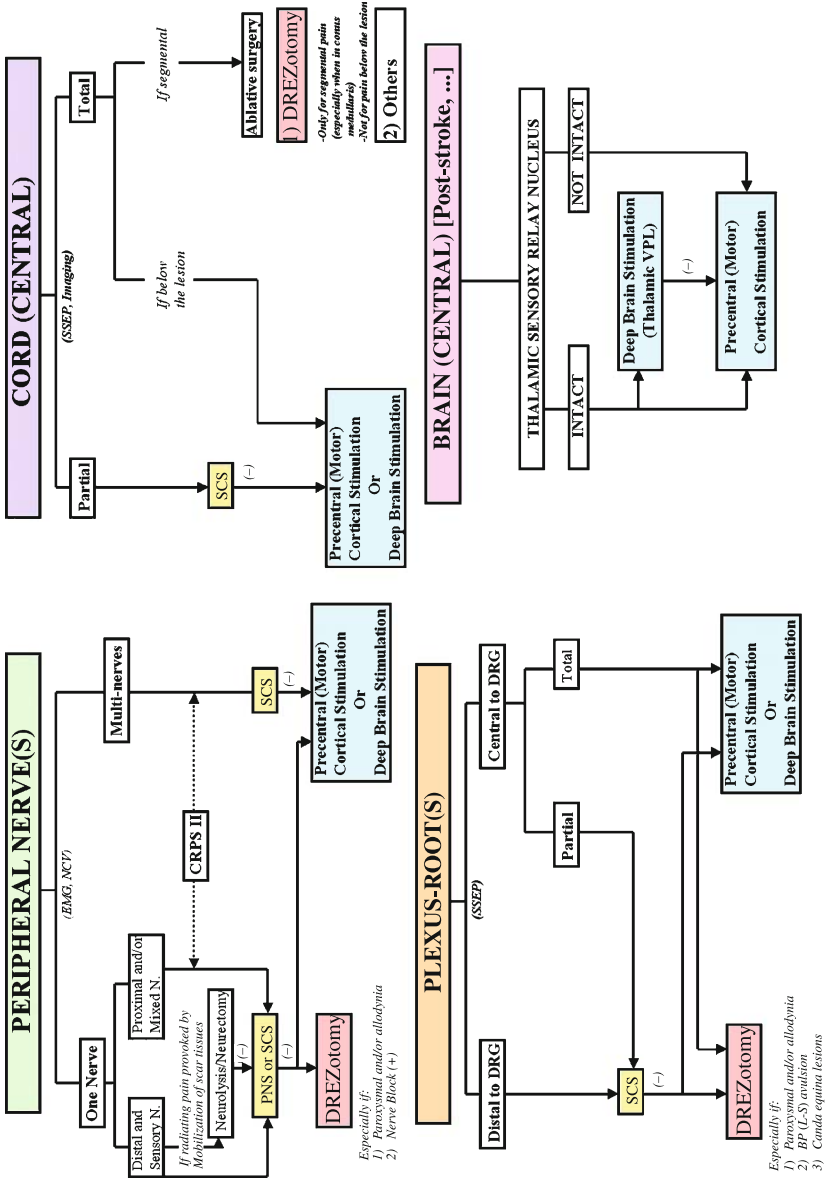 PERIPHERAL NERVE(S)
(EMG, NCV)
One Nerve
Multi-nerves
Distal and
Sensory N.
Proximal and/or
Mixed N.
CRPS II
If radiating pain provoked by
Mobilization of scar tissues
Neurolysis/Neurectomy
(–)
PNS or SCS
(–)
SCS
(–)
DREZotomy
Especially if:
1) Paroxysmal and/or allodynia
2) Nerve Block (+)
Precentral (Motor)
Cortical Stimulation
Or
Deep Brain Stimulation
CORD (CENTRAL)
(SSEP, Imaging)
Partial
Total
If below
the lesion
If segmental
SCS
(–)
Ablative surgery
1) DREZotomy
-Only for segmental pain
(especially when in conus
medullaris)
-Not for pain below the lesion
2) Others
Precentral (Motor)
Cortical Stimulation
Or
Deep Brain Stimulation
PLEXUS-ROOT(S)
(SSEP)
Distal to DRG
Central to DRG
Partial
Total
SCS
(–)
DREZotomy
Especially if:
1) Paroxysmal and/or allodynia
2) BP (L-S) avulsion
3) Canda equina lesions
Precentral (Motor)
Cortical Stimulation
Or
Deep Brain Stimulation
BRAIN (CENTRAL) [Post-stroke, ...]
THALAMIC SENSORY RELAY NUCLEUS
INTACT
NOT INTACT
Deep Brain Stimulation
(Thalamic VPL)
(–)
Precentral (Motor)
Cortical Stimulation